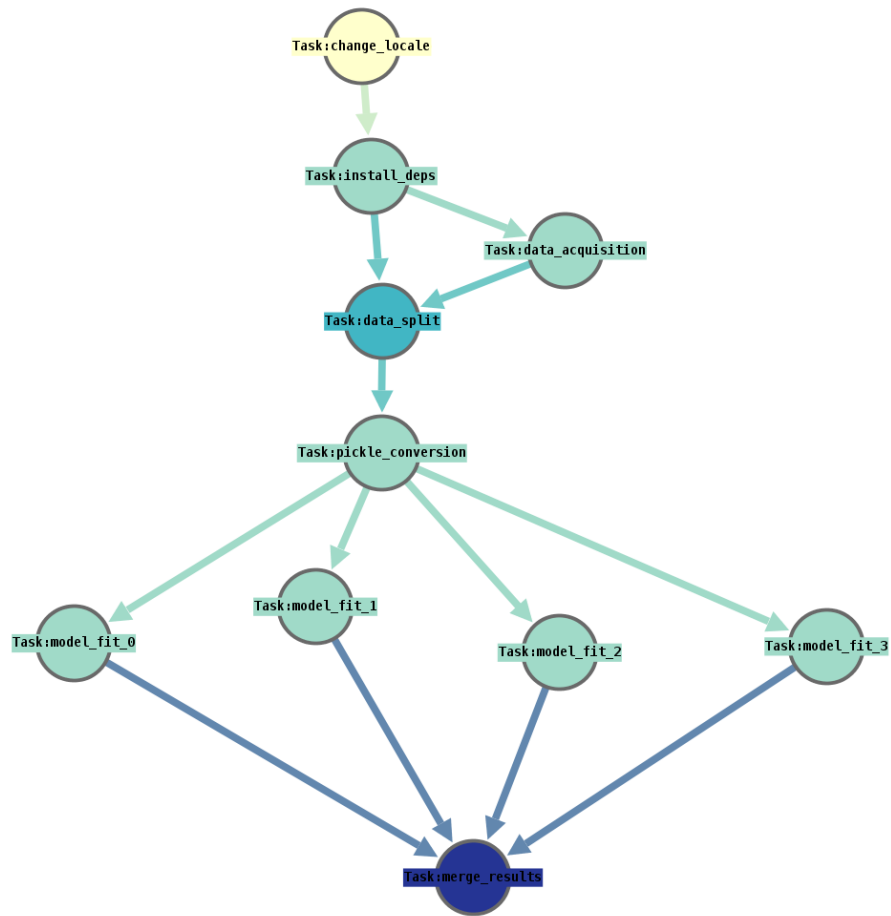 Task:change_locale
Task:install_deps
Task:data_acquisition
Task:data_split
Task:pickle_conversion
Task:model_fit_1
Task:model_fit_0
Task:model_fit_2
Task:model_fit_3
Task:merge_results